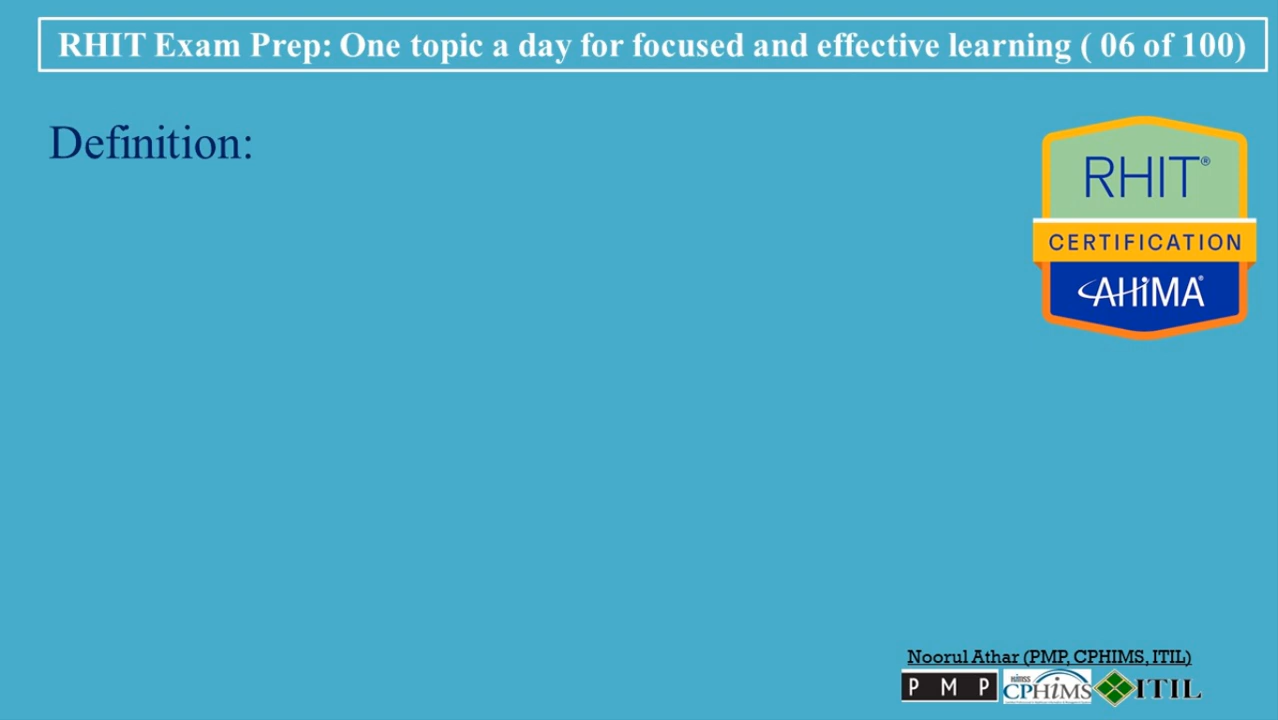 RHIT Exam Prep: One topic a day for focused and effective learning ( 06 of 100)
Definition:
RHIT®
CERTIFICATION
AHiMA®
Noorul Athar (PMP, CPHIMS, ITIL)
P M P
HIMSS
CPHiMS
ITIL